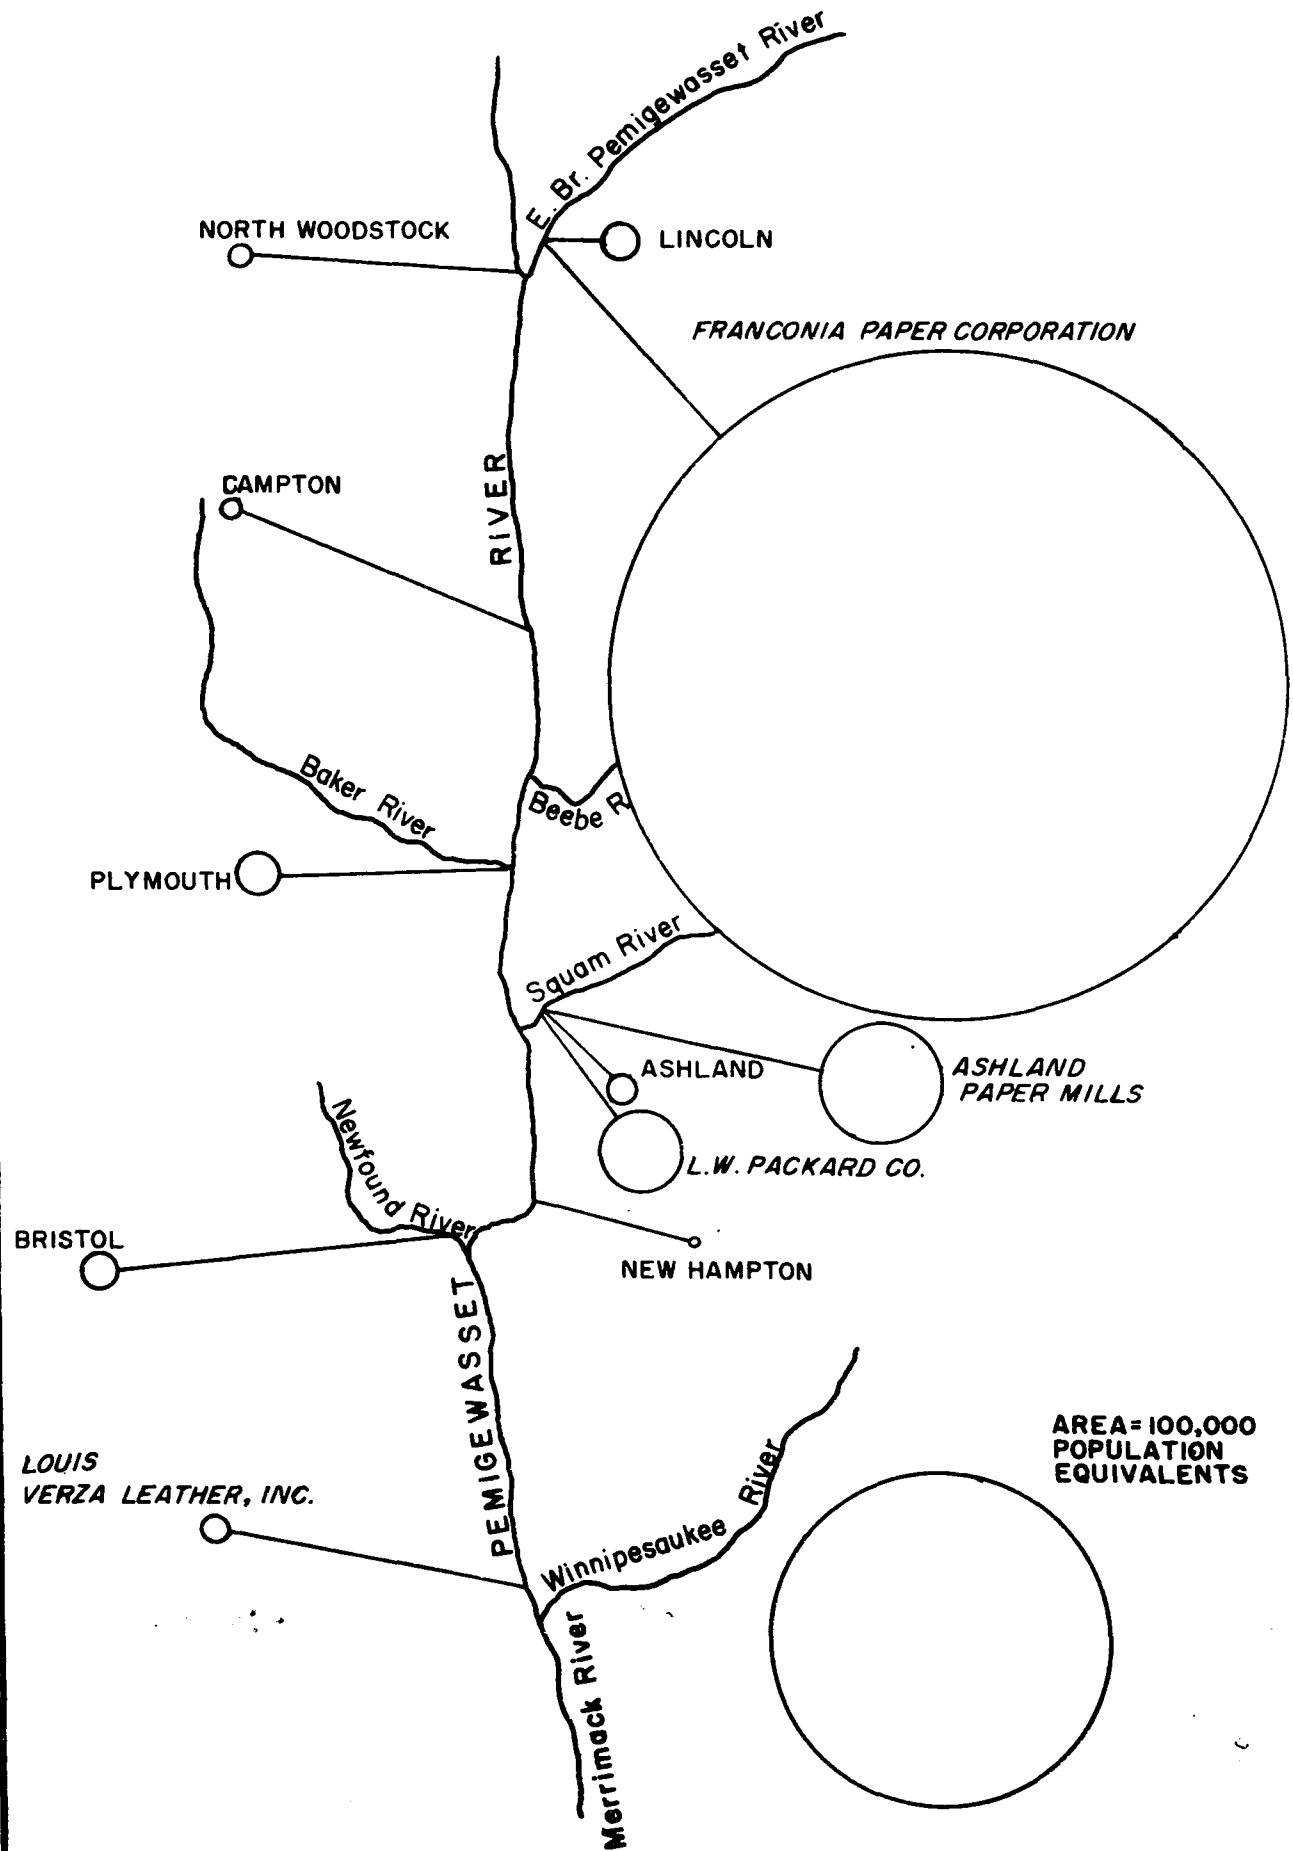 E. Br. Pemigewasset River
NORTH WOODSTOCK
LINCOLN
FRANCONIA PAPER CORPORATION
CAMPTON
RIVER
Baker River
Beebe R
PLYMOUTH
Squam River
ASHLAND
ASHLAND
PAPER MILLS
L.W. PACKARD CO.
Newfound River
BRISTOL
NEW HAMPTON
PEMIGEWASSET
AREA=100,000
POPULATION
EQUIVALENTS
LOUIS
VERZA LEATHER, INC.
Winnipesaukee River
Merrimack River